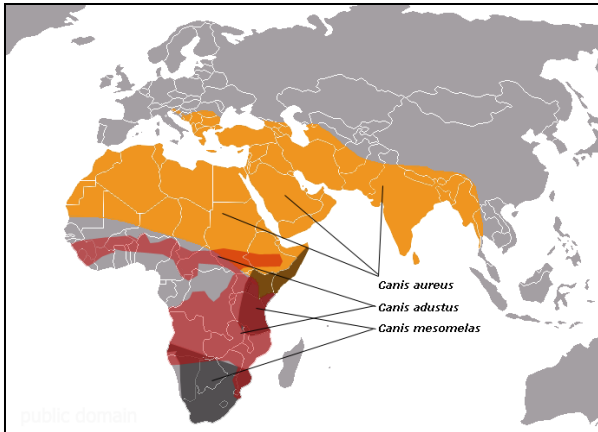 Canis aureus
Canis adustus
Canis mesomelas
public domain